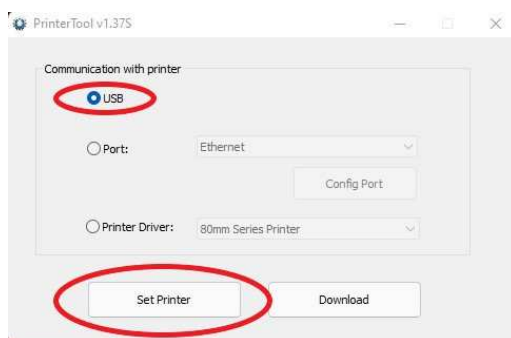 PrinterTool v1.37S
Communication with printer
USB
Port: Ethernet
Config Port
Printer Driver: 80mm Series Printer
Set Printer Download